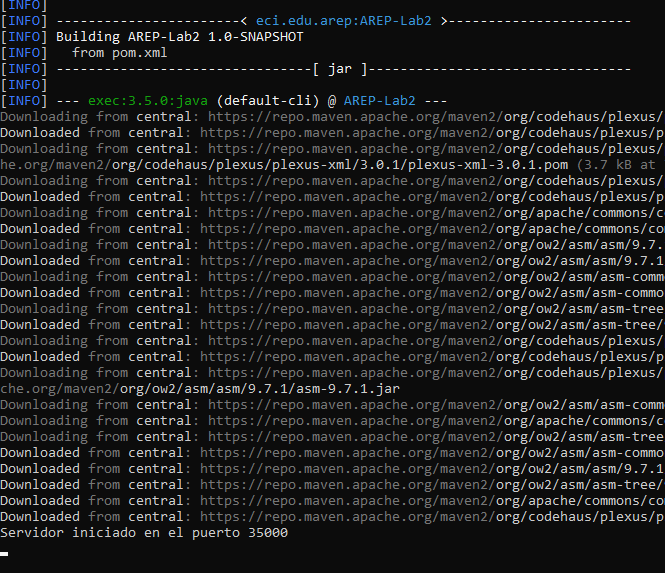 [INFO]
[INFO] -----------------------< eci.edu.arep:AREP-Lab2 >-----------------------
[INFO] Building AREP-Lab2 1.0-SNAPSHOT
[INFO]   from pom.xml
[INFO] --------------------------------[ jar ]---------------------------------
[INFO]
[INFO] --- exec:3.5.0:java (default-cli) @ AREP-Lab2 ---
Downloading from central: https://repo.maven.apache.org/maven2/org/codehaus/plexus/
Downloaded from central: https://repo.maven.apache.org/maven2/org/codehaus/plexus/
Downloading from central: https://repo.maven.apache.org/maven2/org/codehaus/plexus/
he.org/maven2/org/codehaus/plexus/plexus-xml/3.0.1/plexus-xml-3.0.1.pom (3.7 kB at
Downloading from central: https://repo.maven.apache.org/maven2/org/codehaus/plexus/
Downloaded from central: https://repo.maven.apache.org/maven2/org/codehaus/plexus/p
Downloading from central: https://repo.maven.apache.org/maven2/org/apache/commons/c
Downloaded from central: https://repo.maven.apache.org/maven2/org/apache/commons/co
Downloading from central: https://repo.maven.apache.org/maven2/org/ow2/asm/asm/9.7.
Downloaded from central: https://repo.maven.apache.org/maven2/org/ow2/asm/asm/9.7.1
Downloading from central: https://repo.maven.apache.org/maven2/org/ow2/asm/asm-comm
Downloaded from central: https://repo.maven.apache.org/maven2/org/ow2/asm/asm-commo
Downloading from central: https://repo.maven.apache.org/maven2/org/ow2/asm/asm-tree
Downloaded from central: https://repo.maven.apache.org/maven2/org/ow2/asm/asm-tree/
Downloading from central: https://repo.maven.apache.org/maven2/org/codehaus/plexus/
Downloaded from central: https://repo.maven.apache.org/maven2/org/codehaus/plexus/p
Downloading from central: https://repo.maven.apache.org/maven2/org/codehaus/plexus/
che.org/maven2/org/ow2/asm/asm/9.7.1/asm-9.7.1.jar
Downloading from central: https://repo.maven.apache.org/maven2/org/ow2/asm/asm-comm
Downloading from central: https://repo.maven.apache.org/maven2/org/apache/commons/c
Downloading from central: https://repo.maven.apache.org/maven2/org/ow2/asm/asm-tree
Downloaded from central: https://repo.maven.apache.org/maven2/org/ow2/asm/asm-commo
Downloaded from central: https://repo.maven.apache.org/maven2/org/ow2/asm/asm/9.7.1
Downloaded from central: https://repo.maven.apache.org/maven2/org/ow2/asm/asm-tree/
Downloaded from central: https://repo.maven.apache.org/maven2/org/apache/commons/co
Downloaded from central: https://repo.maven.apache.org/maven2/org/codehaus/plexus/p
Servidor iniciado en el puerto 35000